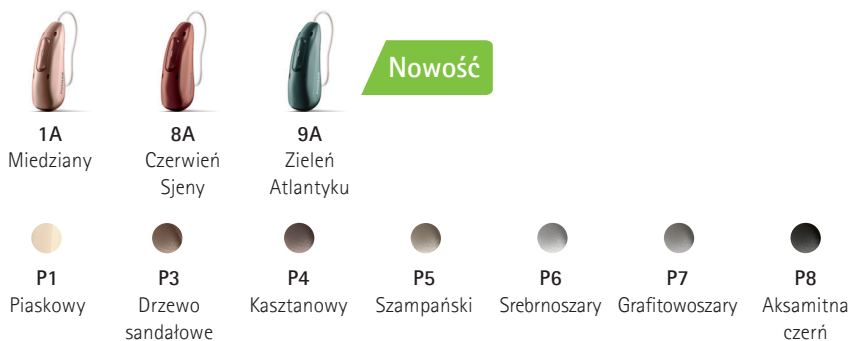 Nowość
1A
Miedziany
8A
Czerwień
Sjeny
9A
Zieleń
Atlantyku
P1
Piaskowy
P3
Drzewo
sandałowe
P4
Kasztanowy
P5
Szampański
P6
Srebrnoszary
P7
Grafitowoszary
P8
Aksamitna
czerń